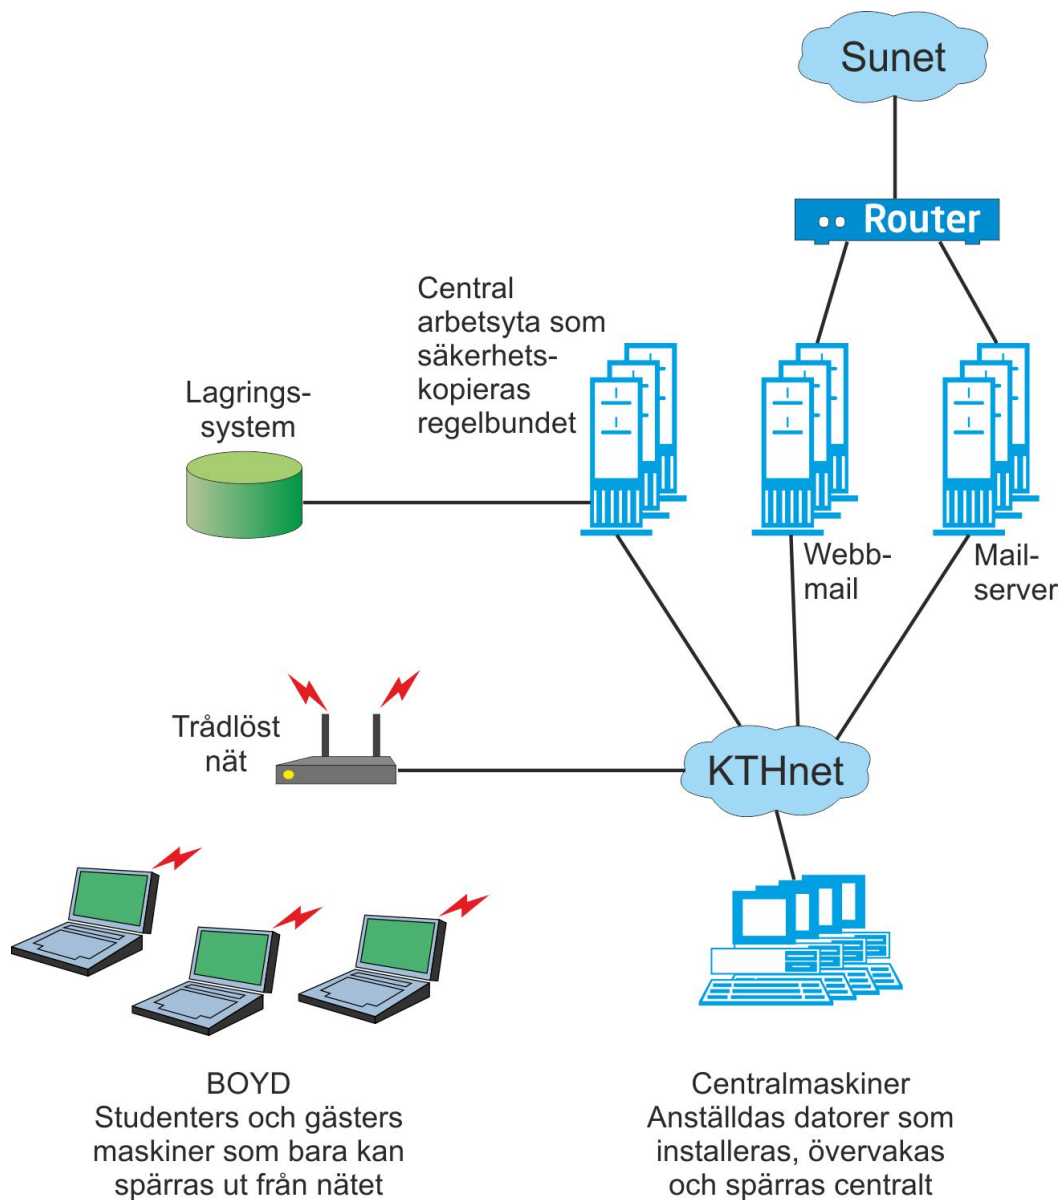 Sunet
Router
Central
arbetsyta som
säkerhets-
kopieras
regelbundet
Lagrings-
system
Webb-
mail
Mail-
server
Trådlöst
nät
KTHnet
BOYD
Studenters och gästers
maskiner som bara kan
spärras ut från nätet
Centralmaskiner
Anställdas datorer som
installeras, övervakas
och spärras centralt